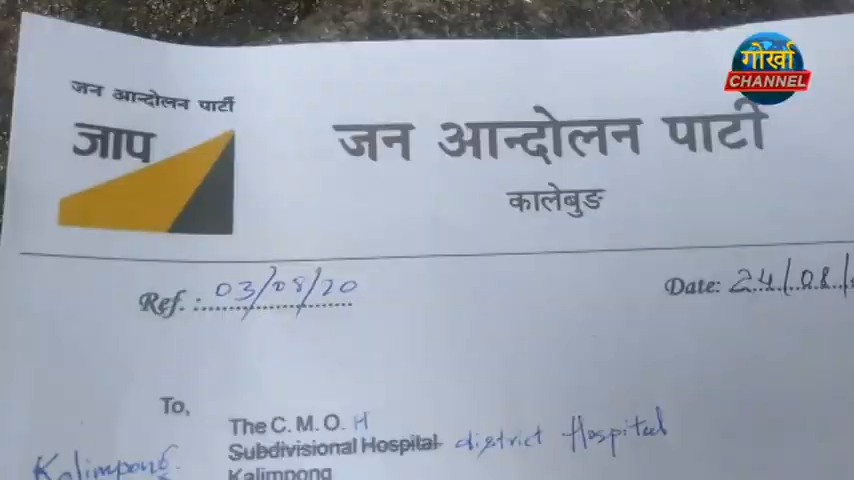 गोर्खा
CHANNEL
जन आन्दोलन पार्टी
जाप
जन आन्दोलन पार्टी
कालेबुङ
Ref. : 03/08/20
Date: 24/08/
To,
The C. M. O. H
Subdivisional Hospital district Hospital
Kalimpong.
Kalimpong